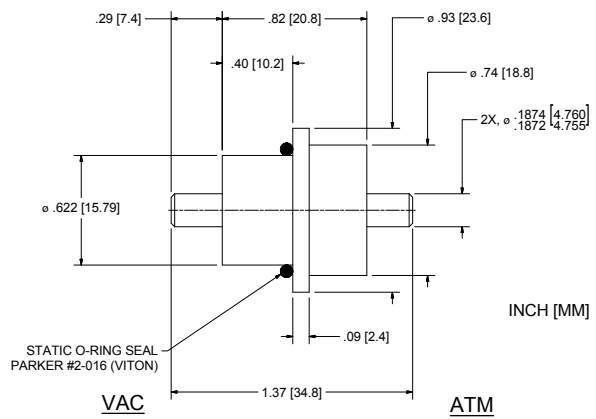 .29 [7.4]
.82 [20.8]
ø .93 [23.6]
.40 [10.2]
ø .74 [18.8]
2X, ø .1874 [4.760]
.1872 4.755
ø .622 [15.79]
INCH [MM]
.09 [2.4]
STATIC O-RING SEAL
PARKER #2-016 (VITON)
1.37 [34.8]
VAC
ATM